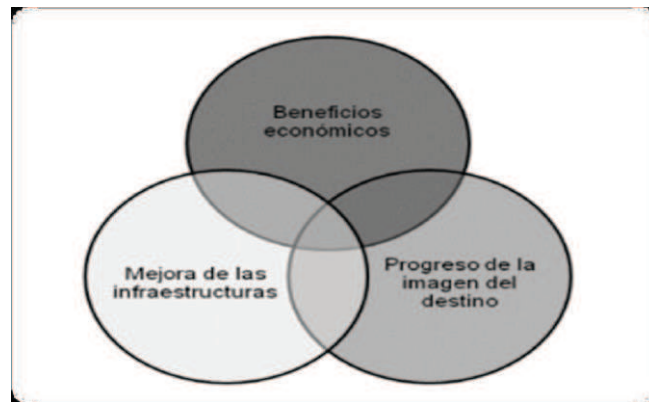 Beneficios
económicos
Mejora de las
infraestructuras
Progreso de la
imagen del
destino